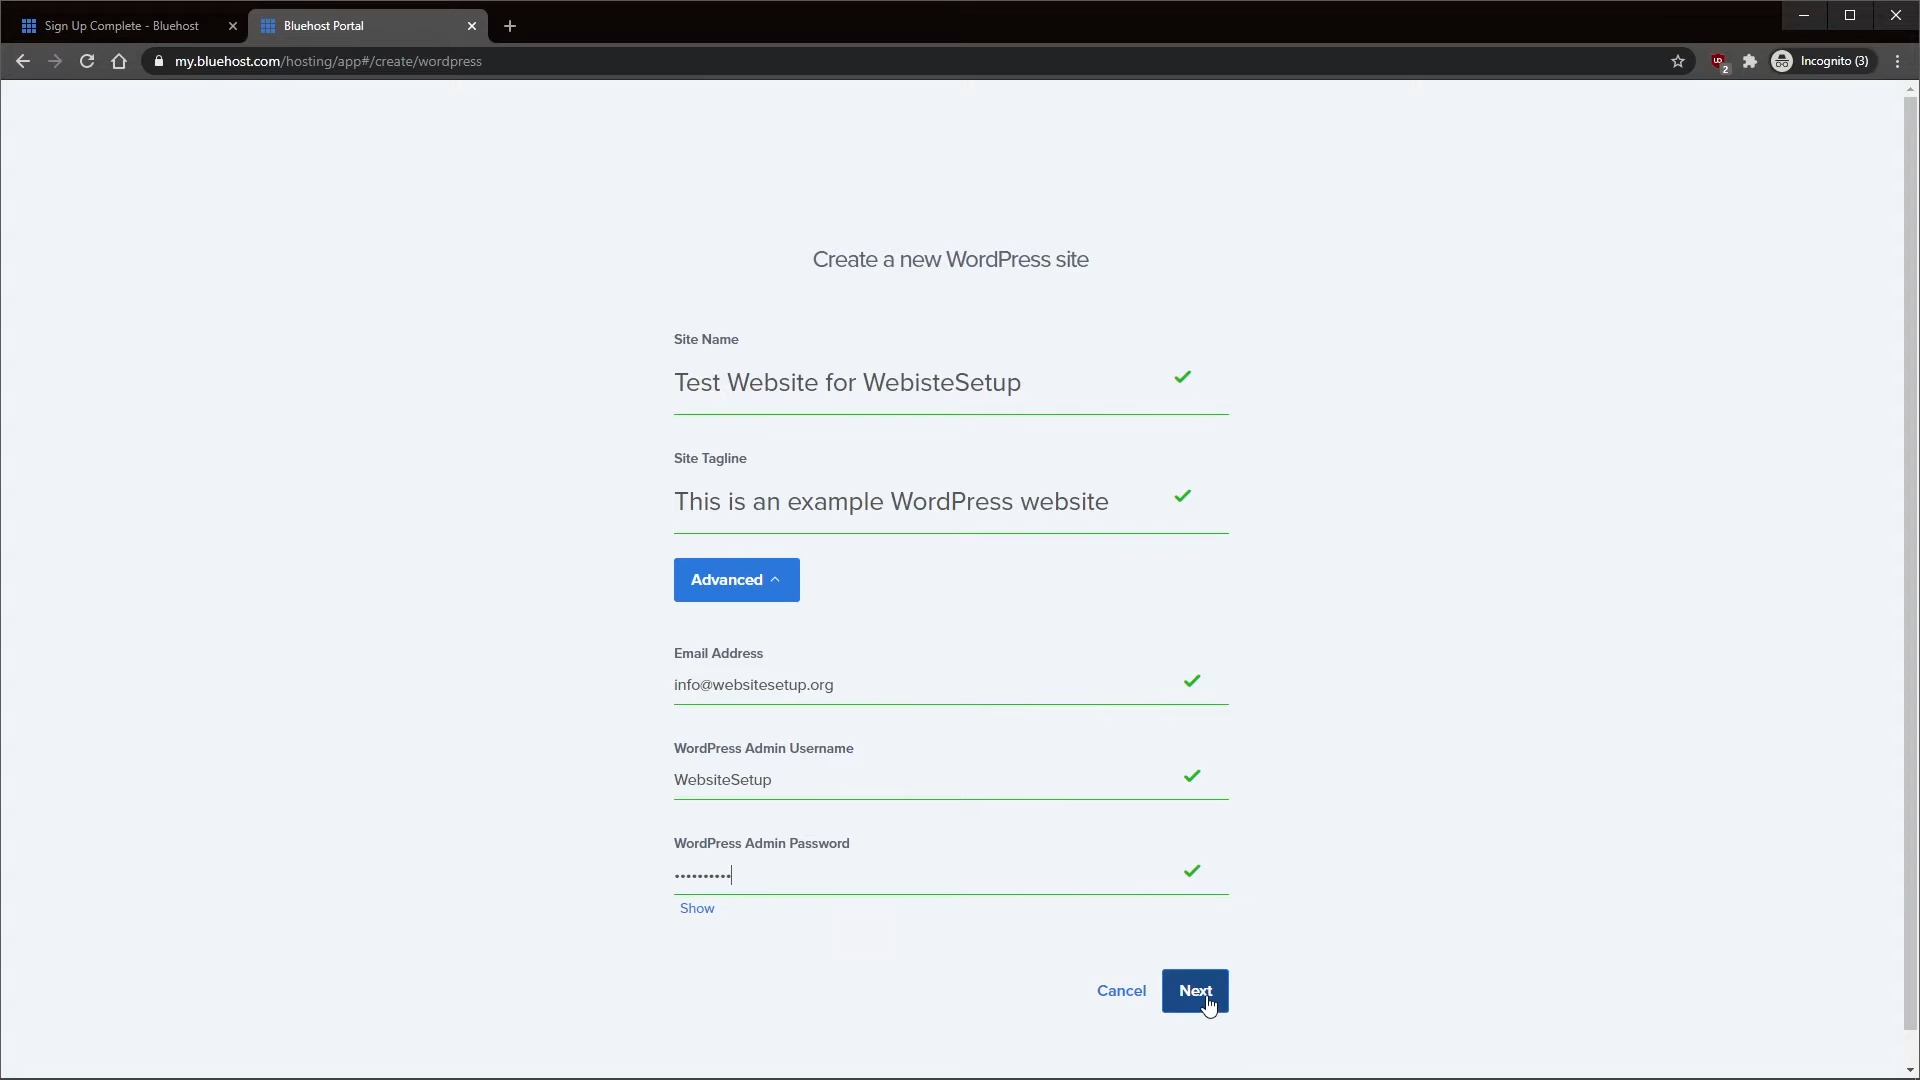 Sign Up Complete - Bluehost
Bluehost Portal
my.bluehost.com/hosting/app#/create/wordpress
2
Incognito (3)
Create a new WordPress site
Site Name
Test Website for WebisteSetup
Site Tagline
This is an example WordPress website
Advanced
Email Address
info@websitesetup.org
WordPress Admin Username
WebsiteSetup
WordPress Admin Password
••••••••••
Show
Cancel
Next